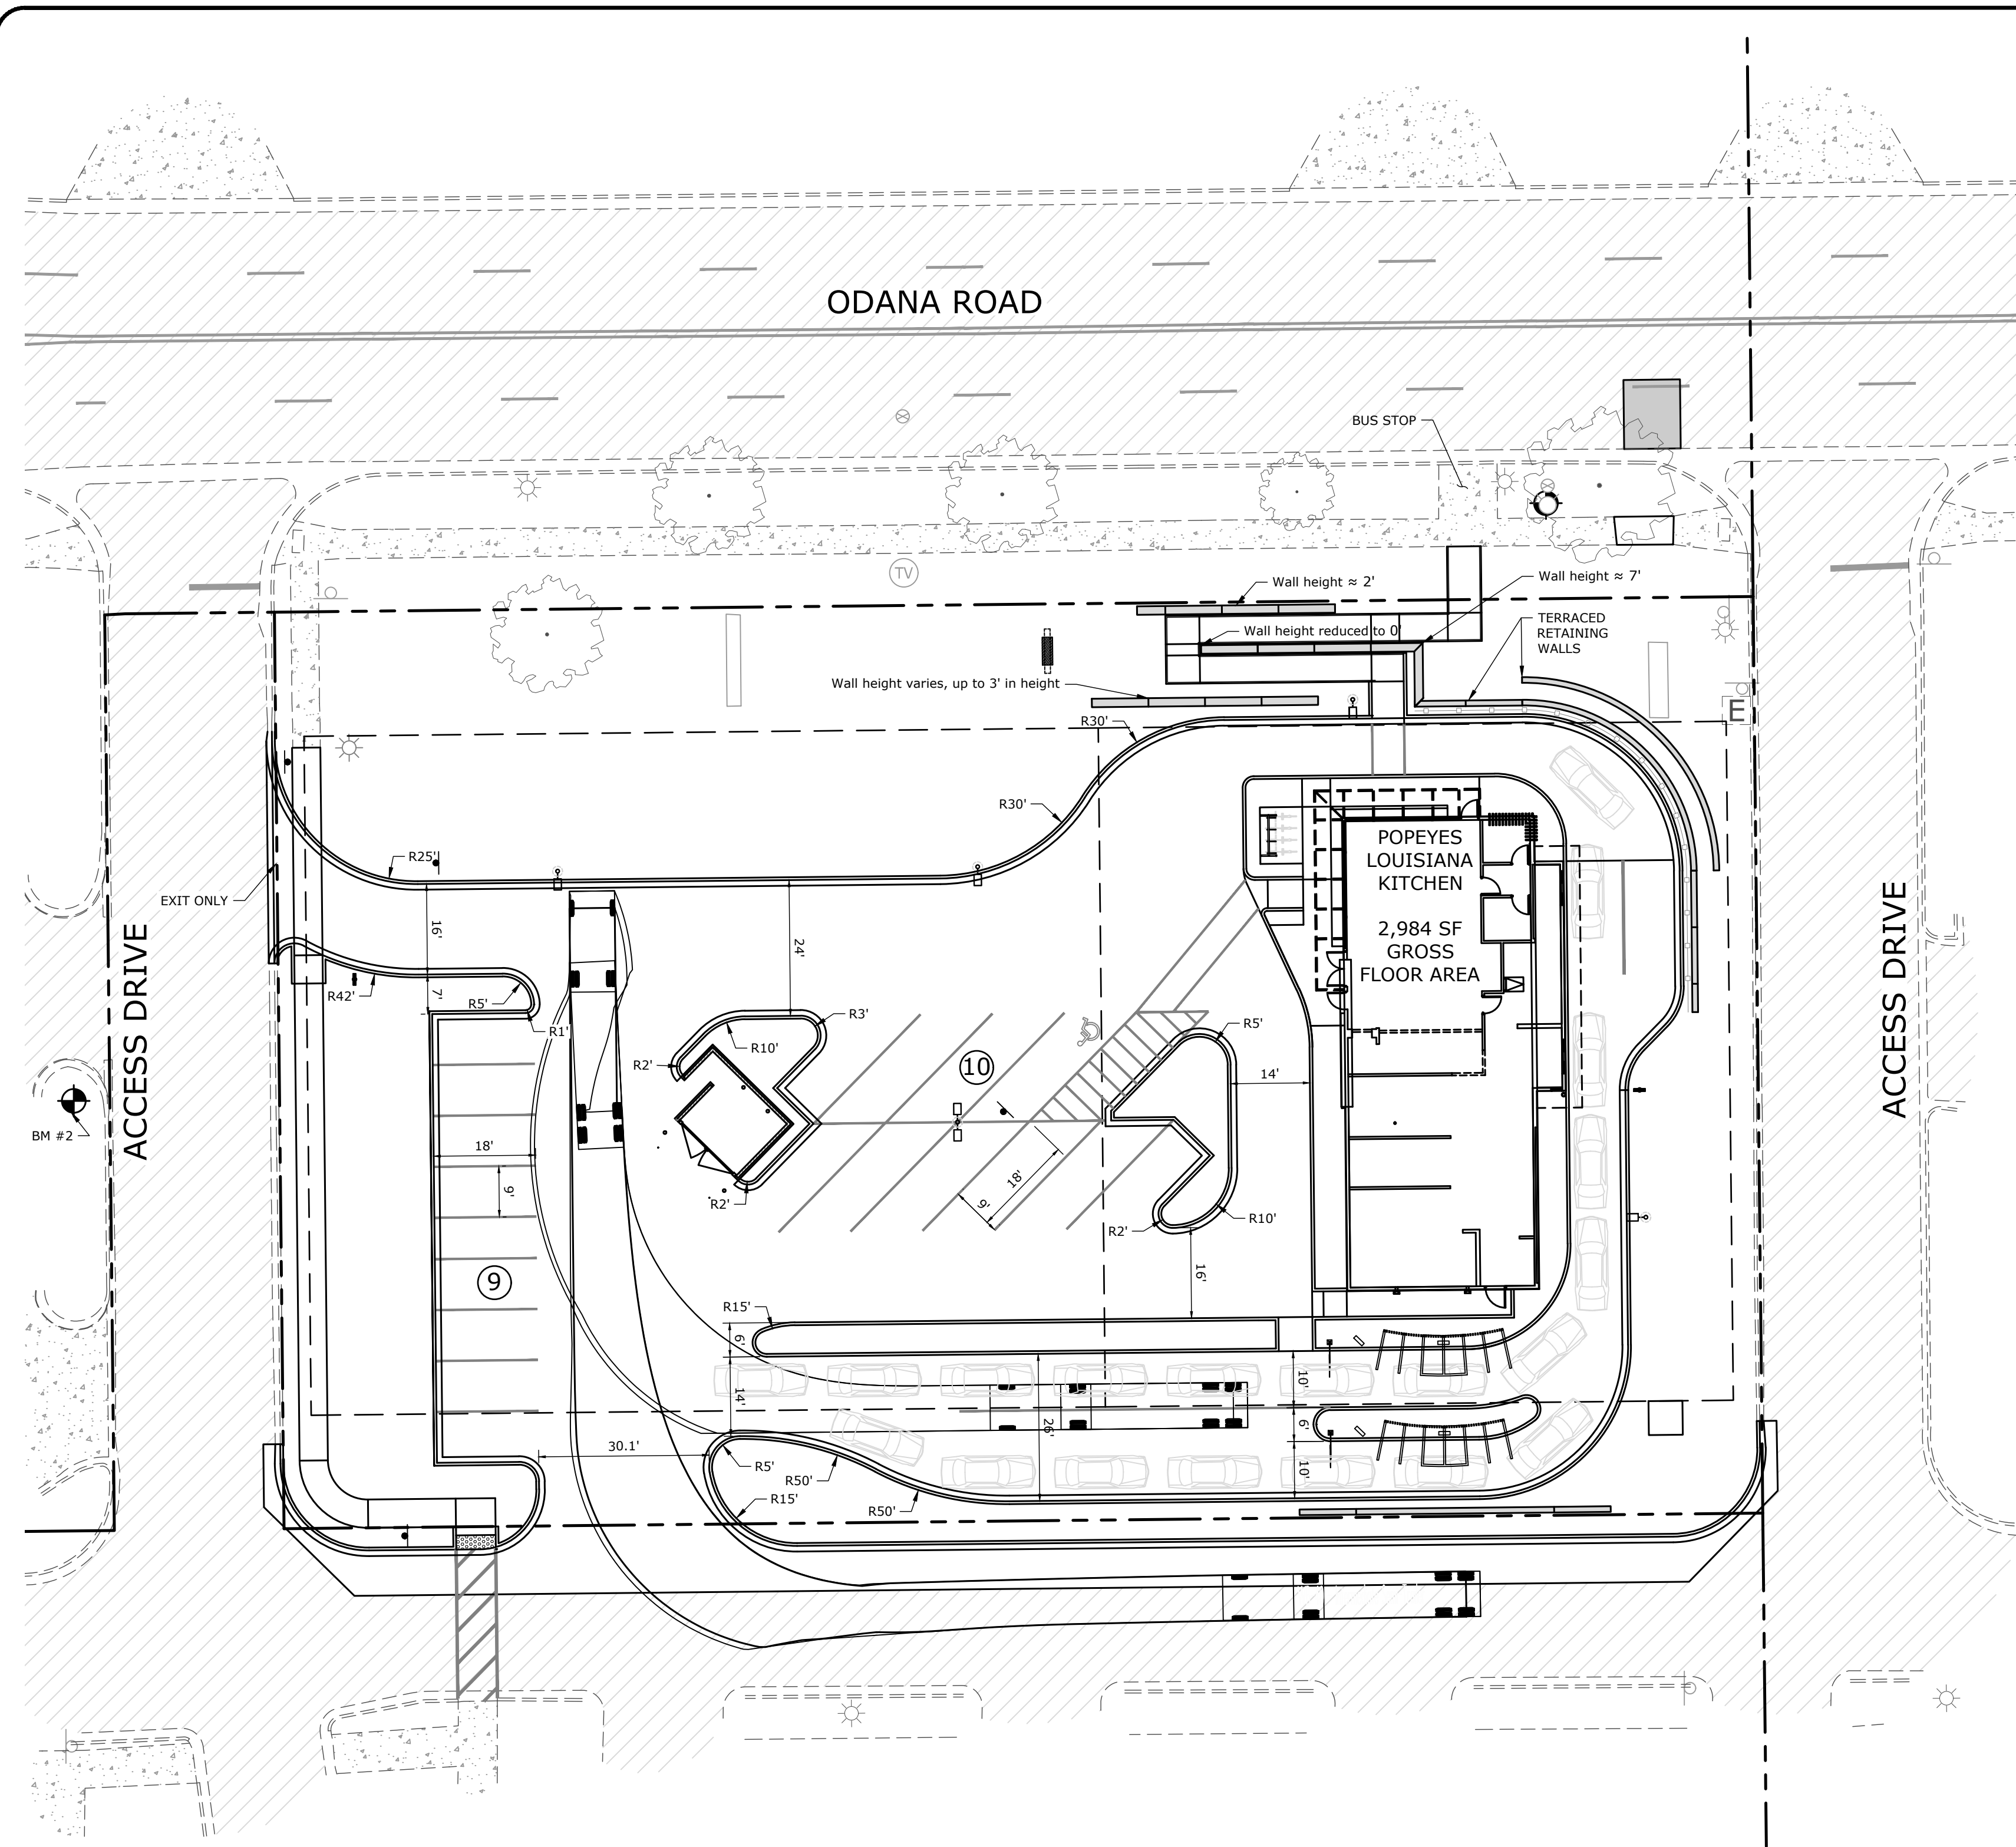 ODANA ROAD
BUS STOP
TV
Wall height ≈ 2'
Wall height ≈ 7'
Wall height reduced to 0'
TERRACED
RETAINING
WALLS
Wall height varies, up to 3' in height
E
R30'
R30'
POPEYES
LOUISIANA
KITCHEN
2,984 SF
GROSS
FLOOR AREA
R25'
EXIT ONLY
16'
24'
ACCESS DRIVE
ACCESS DRIVE
R42'
7'
R5'
R1'
R3'
R10'
R2'
10
R5'
14'
BM #2
18'
9'
18'
9'
R2'
R2'
R10'
16'
9
R15'
6'
14'
26'
10'
6'
10'
30.1'
R5'
R50'
R15'
R50'